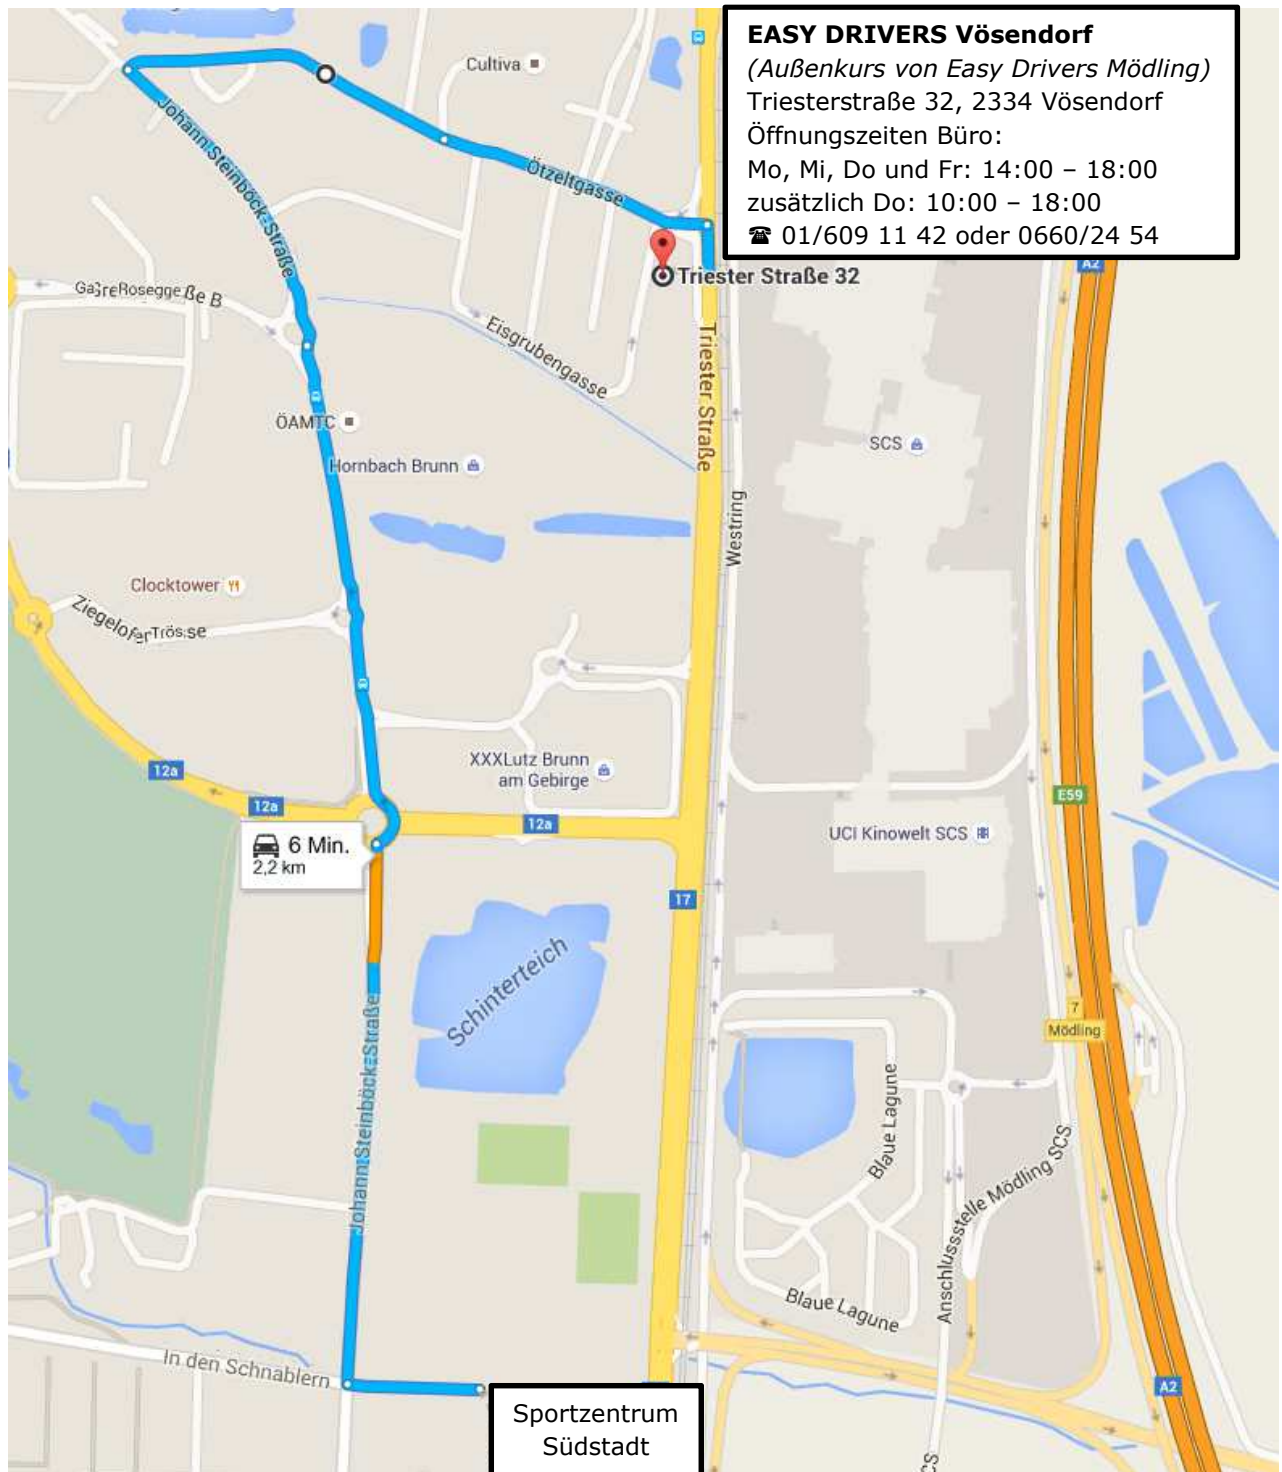 EASY DRIVERS Vösendorf
(Außenkurs von Easy Drivers Mödling)
Triesterstraße 32, 2334 Vösendorf
Öffnungszeiten Büro:
Mo, Mi, Do und Fr: 14:00 – 18:00
zusätzlich Do: 10:00 – 18:00
☎ 01/609 11 42 oder 0660/24 54
Cultiva
Johann Steinböck-Straße
Ötzeltgasse
A2
Triester Straße 32
Eisgrubengasse
Triester Straße
ÖAMTC
SCS
Hornbach Brunn
Westring
Clocktower
XXXLutz Brunn
am Gebirge
12a
12a
12a
E59
UCI Kinowelt SCS
6 Min.
2,2 km
17
Schinterteich
Johann Steinböck-Straße
7
Mödling
Blaue Lagune
Anschlussstelle Mödling SCS
Blaue Lagune
In den Schnablern
A2
Sportzentrum
Südstadt